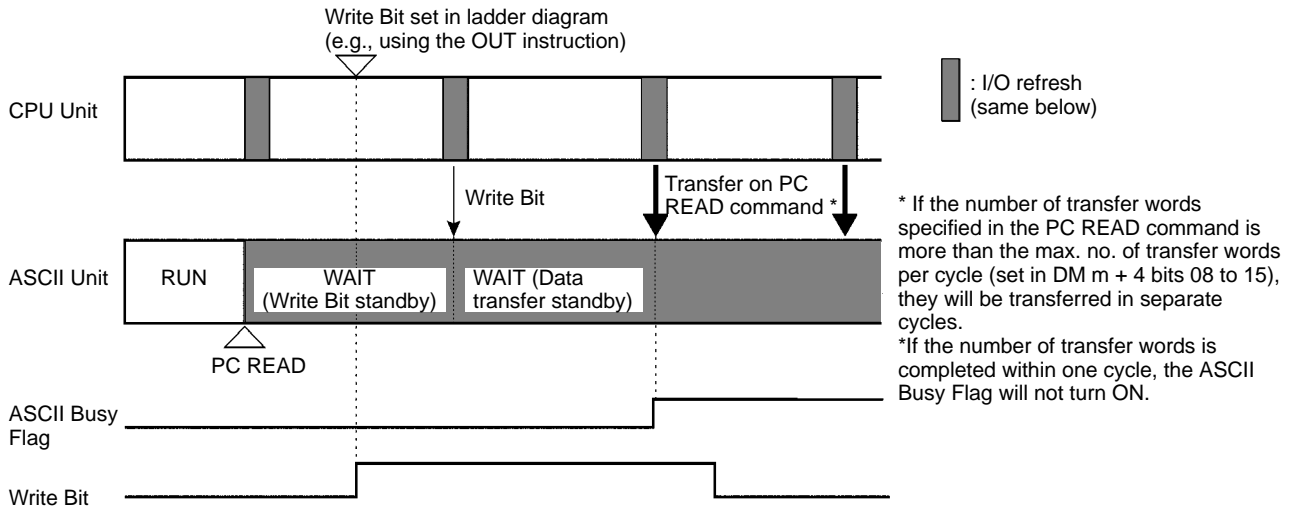 Write Bit set in ladder diagram
(e.g., using the OUT instruction)
CPU Unit
: I/O refresh
(same below)
Write Bit
Transfer on PC
READ command *
* If the number of transfer words
specified in the PC READ command is
more than the max. no. of transfer words
per cycle (set in DM m + 4 bits 08 to 15),
they will be transferred in separate
cycles.
*If the number of transfer words is
completed within one cycle, the ASCII
Busy Flag will not turn ON.
ASCII Unit
RUN
WAIT
(Write Bit standby)
WAIT (Data
transfer standby)
PC READ
ASCII Busy
Flag
Write Bit